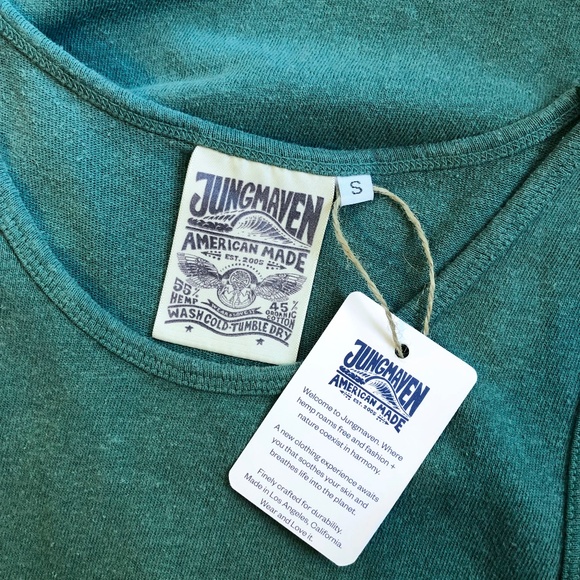 JUNGMAVEN
AMERICAN MADE
EST. 2005
55%
HEMP
45%
ORGANIC
COTTON
WASH COLD-TUMBLE DRY
S
JUNGMAVEN
AMERICAN MADE
EST. 2005
Welcome to Jungmaven. Where
hemp roams free and fashion +
nature coexist in harmony.
A new clothing experience awaits
you that soothes your skin and
breathes life into the planet.
Finely crafted for durability.
Made in Los Angeles, California.
Wear and Love it.